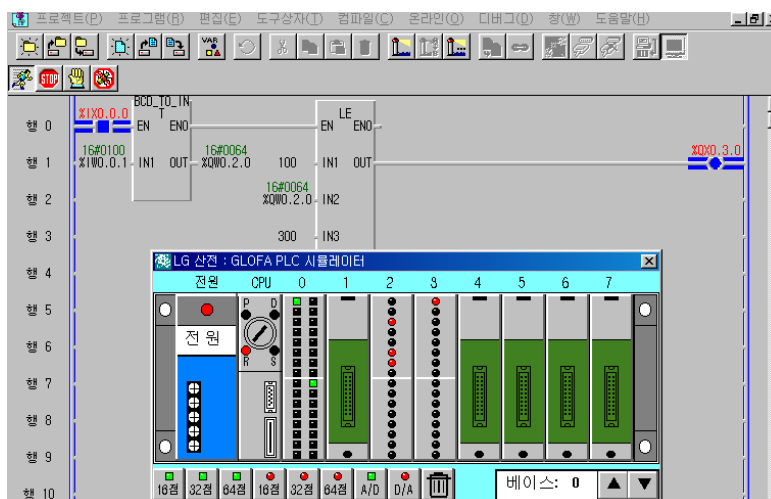 프로젝트(P) 프로그램(R) 편집(E) 도구상자(T) 컴파일(C) 온라인(O) 디버그(D) 창(W) 도움말(H)
VAR
STOP
행 0
%IX0.0.0
BCD_TO_IN
T
EN ENO
LE
EN ENO
행 1
16#0100
%IW0.0.1
IN1 OUT
16#0064
%QW0.2.0
100
IN1 OUT
%QX0.3.0
행 2
16#0064
%QW0.2.0
IN2
행 3
300
IN3
LG 산전 : GLOFA PLC 시뮬레이터
행 4
전원 CPU 0 1 2 3 4 5 6 7
행 5
P D
전 원
행 6
R S
행 7
행 8
행 9
행 10
16점 32점 64점 16점 32점 64점 A/D D/A
베이스: 0